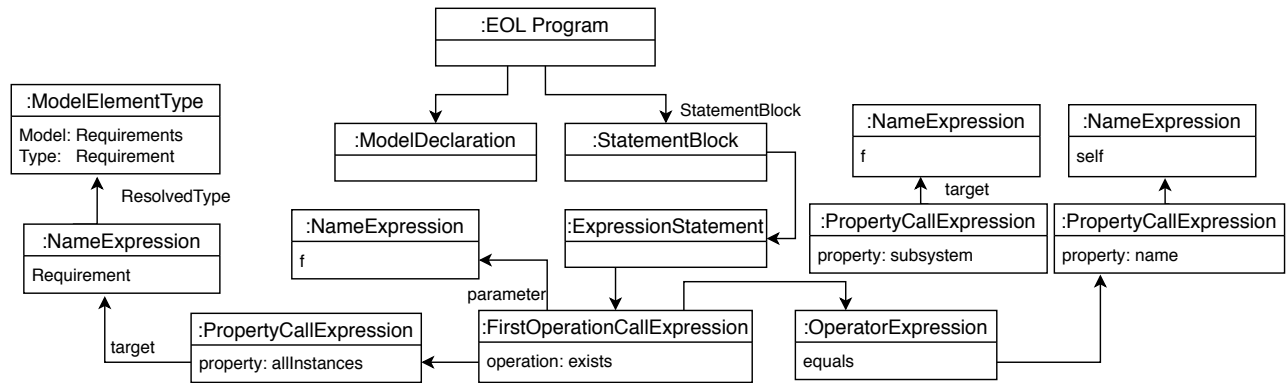 :EOL Program
:ModelDeclaration
StatementBlock
:StatementBlock
:ModelElementType
Model: Requirements
Type: Requirement
ResolvedType
:NameExpression
Requirement
:NameExpression
f
:ExpressionStatement
:NameExpression
f
target
:PropertyCallExpression
property: subsystem
:NameExpression
self
:PropertyCallExpression
property: name
target
:PropertyCallExpression
property: allInstances
parameter
:FirstOperationCallExpression
operation: exists
:OperatorExpression
equals